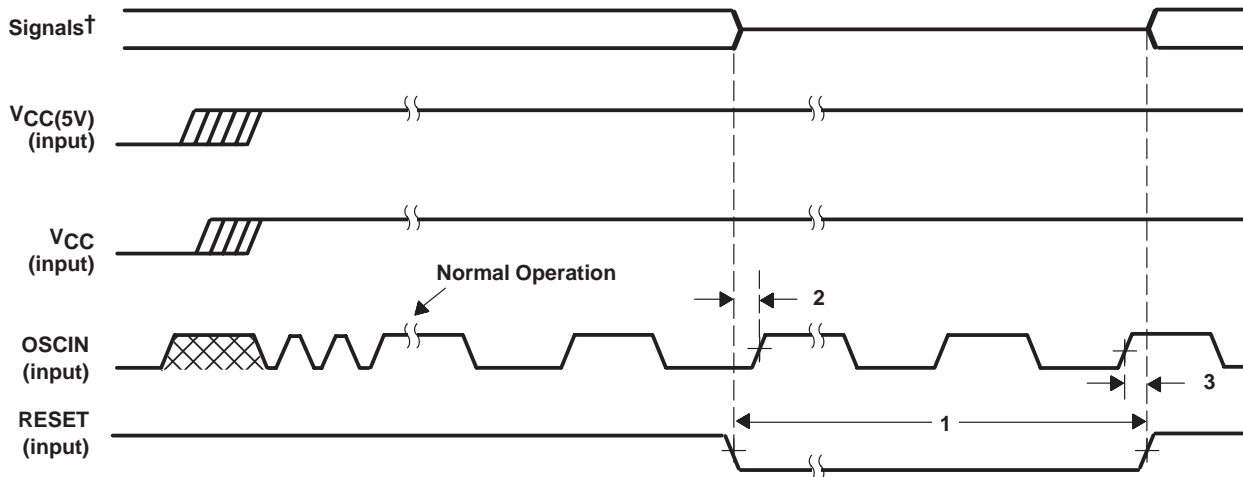 Signals†
VCC(5V)
(input)
VCC
(input)
Normal Operation
2
OSCIN
(input)
3
RESET
(input)
1